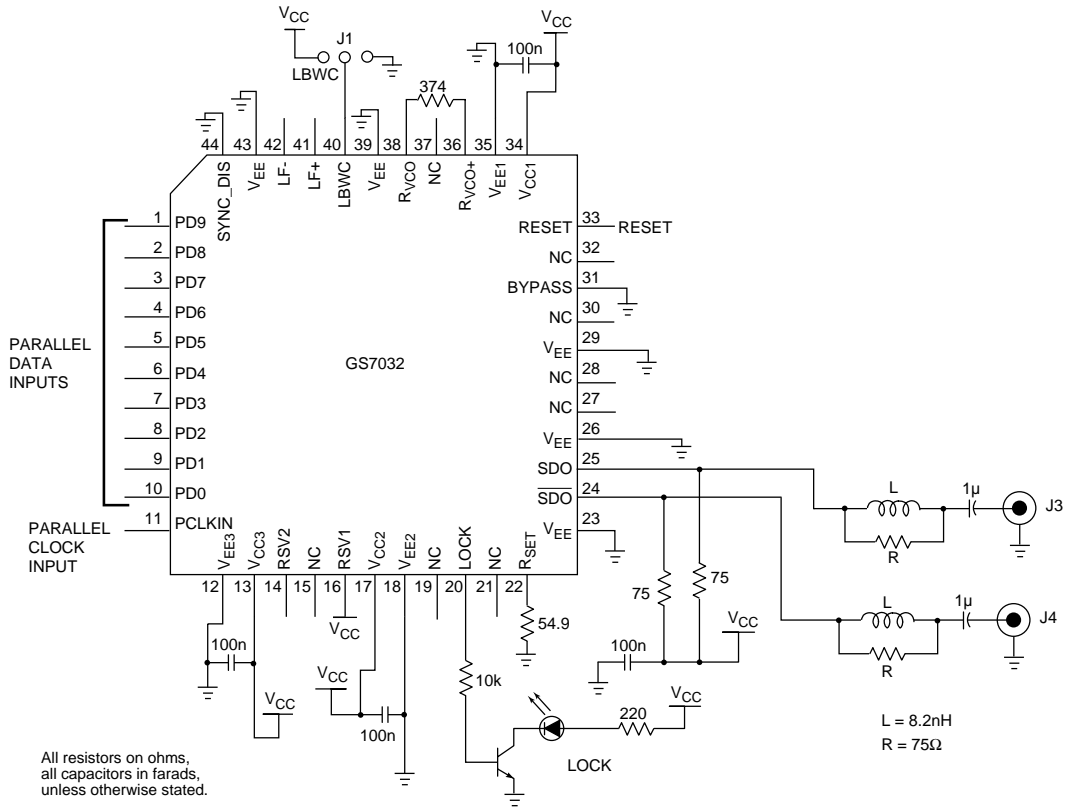 VCC
J1
LBWC
VCC
100n
374
44
43
42
41
40
39
38
37
36
35
34
SYNC_DIS
VEE
LF-
LF+
LBWC
VEE
RVCO
NC
RVCO+
VEE1
VCC1
PARALLEL
DATA
INPUTS
1 PD9
2 PD8
3 PD7
4 PD6
5 PD5
6 PD4
7 PD3
8 PD2
9 PD1
10 PD0
PARALLEL
CLOCK
INPUT
11 PCLKIN
GS7032
RESET 33 RESET
NC 32
BYPASS 31
NC 30
VEE 29
NC 28
NC 27
VEE 26
SDO 25
SDO 24
VEE 23
VEE3
VCC3
RSV2
NC
RSV1
VCC2
VEE2
NC
LOCK
NC
RSET
12
13
14
15
16
17
18
19
20
21
22
L
1µ
J3
R
L
1µ
J4
R
75
75
VCC
100n
54.9
VCC
100n
VCC
VCC
100n
10k
220
VCC
LOCK
L = 8.2nH
R = 75Ω
All resistors on ohms,
all capacitors in farads,
unless otherwise stated.